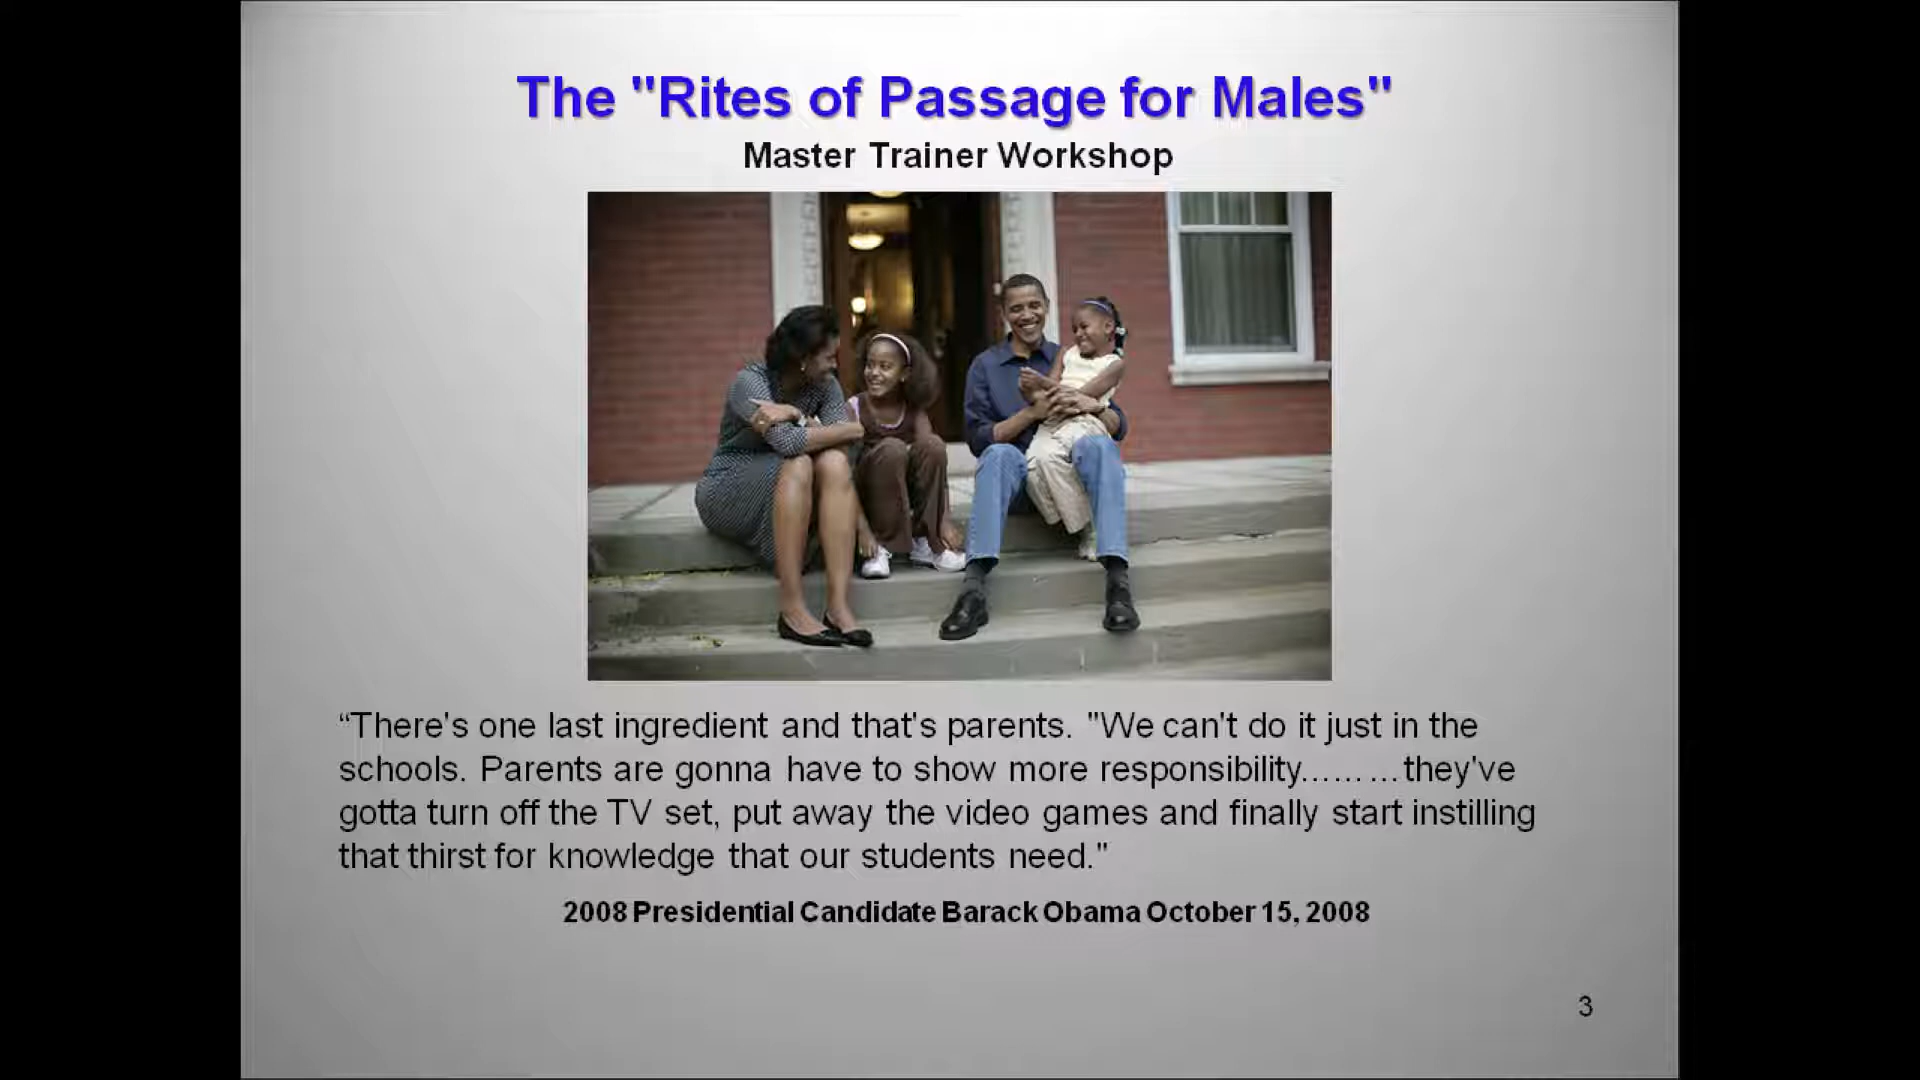 The "Rites of Passage for Males"
Master Trainer Workshop
“There's one last ingredient and that's parents. "We can't do it just in the
schools. Parents are gonna have to show more responsibility……...they've
gotta turn off the TV set, put away the video games and finally start instilling
that thirst for knowledge that our students need."
2008 Presidential Candidate Barack Obama October 15, 2008
3